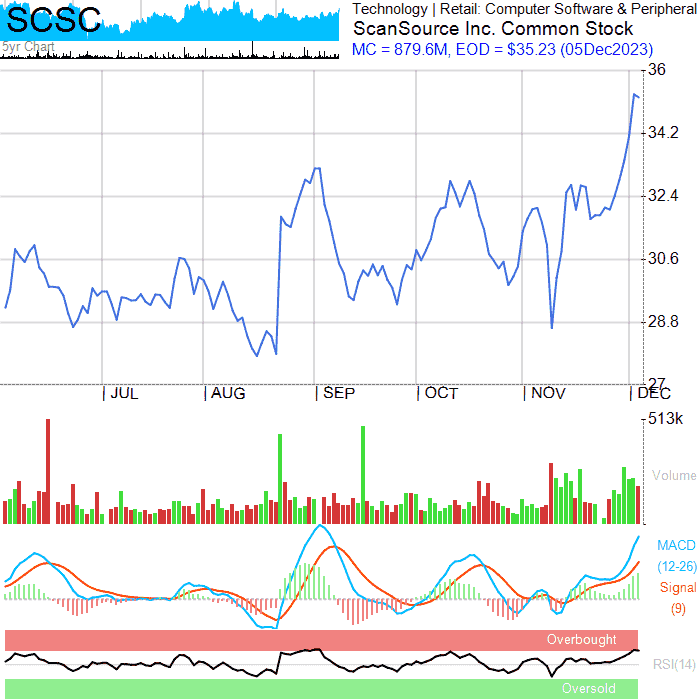 SCSC
5yr Chart
Technology | Retail: Computer Software & Peripheral
ScanSource Inc. Common Stock
MC = 879.6M, EOD = $35.23 (05Dec2023)
36
34.2
32.4
30.6
28.8
27
| JUL | AUG | SEP | OCT | NOV | DEC
513k
Volume
MACD
(12-26)
Signal
(9)
Overbought
RSI(14)
Oversold